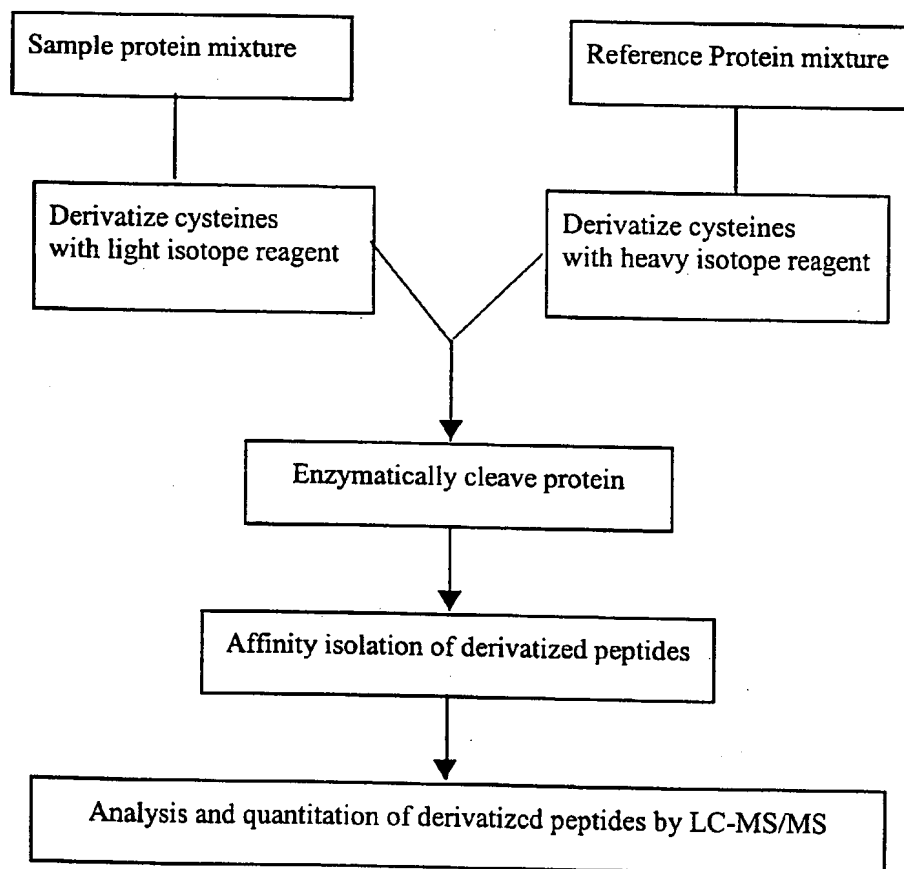 Sample protein mixture
Reference Protein mixture
Derivatize cysteines
with light isotope reagent
Derivatize cysteines
with heavy isotope reagent
Enzymatically cleave protein
Affinity isolation of derivatized peptides
Analysis and quantitation of derivatized peptides by LC-MS/MS